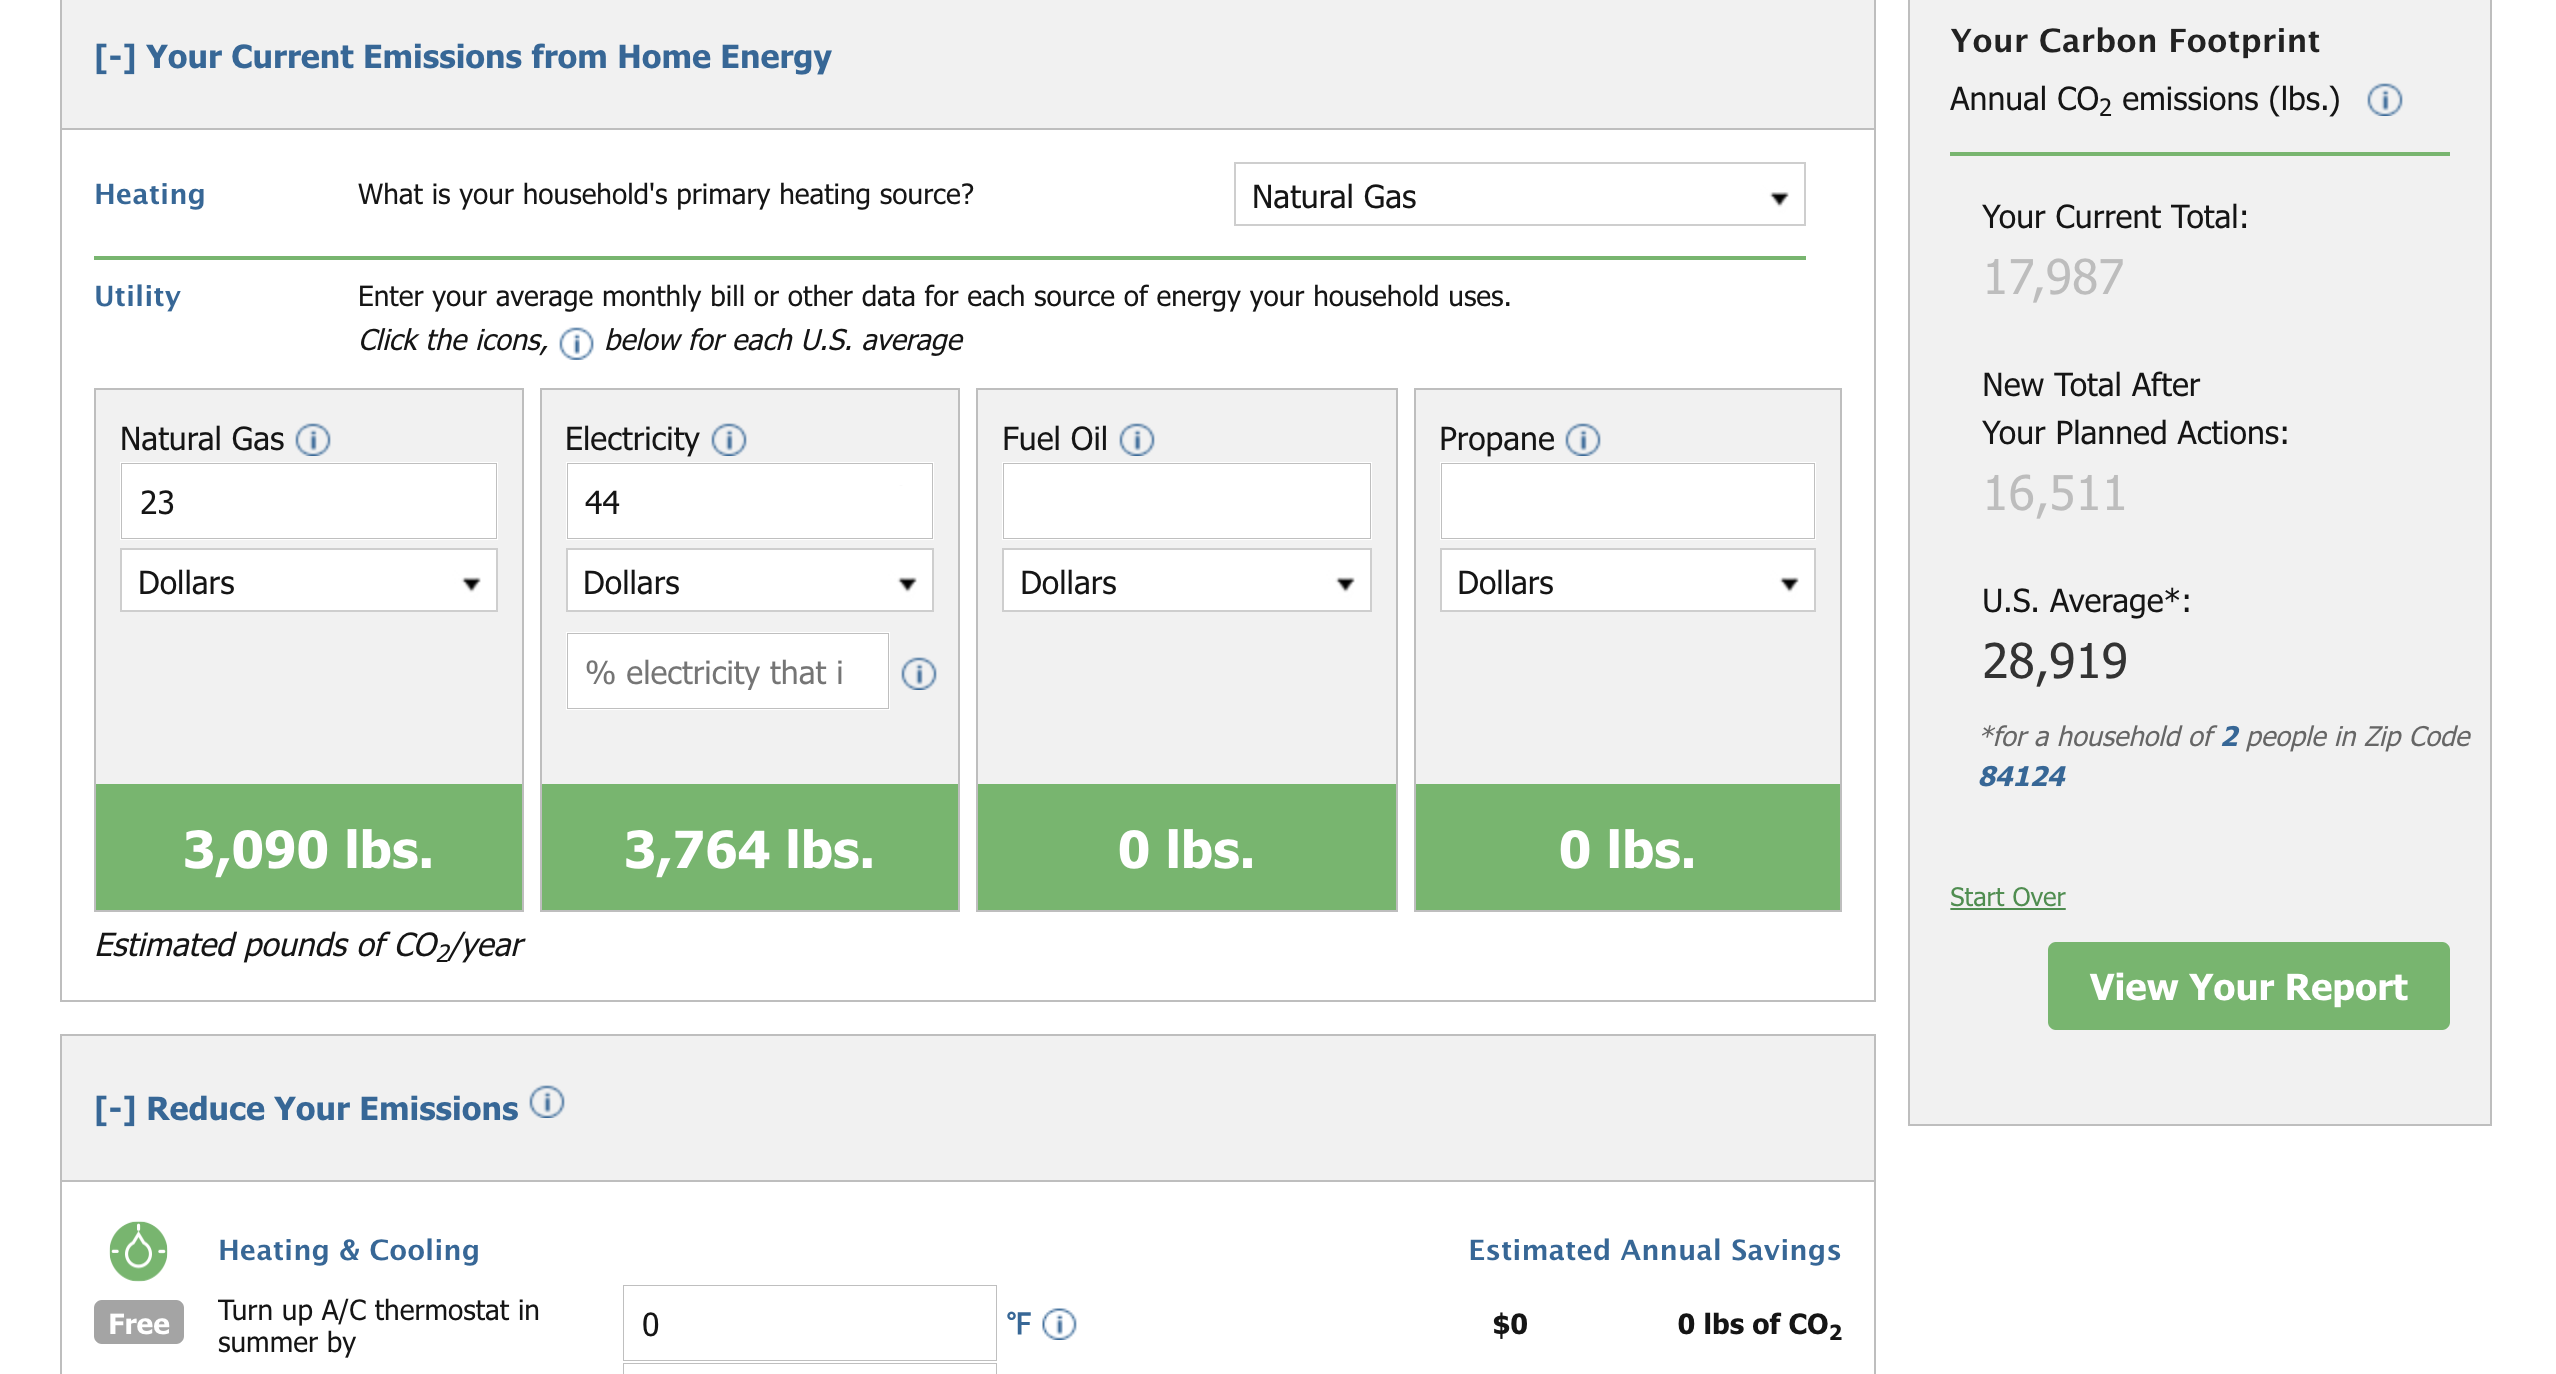 [-] Your Current Emissions from Home Energy
Heating
What is your household's primary heating source?
Natural Gas
Utility
Enter your average monthly bill or other data for each source of energy your household uses.
Click the icons, i below for each U.S. average
Natural Gas i
23
Dollars
3,090 lbs.
Electricity i
44
Dollars
% electricity that i
i
3,764 lbs.
Fuel Oil i
Dollars
0 lbs.
Propane i
Dollars
0 lbs.
Estimated pounds of CO₂/year
[-] Reduce Your Emissions i
Heating & Cooling
Estimated Annual Savings
Free
Turn up A/C thermostat in
summer by
0
°F i
$0
0 lbs of CO₂
Your Carbon Footprint
Annual CO₂ emissions (lbs.) i
Your Current Total:
17,987
New Total After
Your Planned Actions:
16,511
U.S. Average*:
28,919
*for a household of 2 people in Zip Code
84124
Start Over
View Your Report